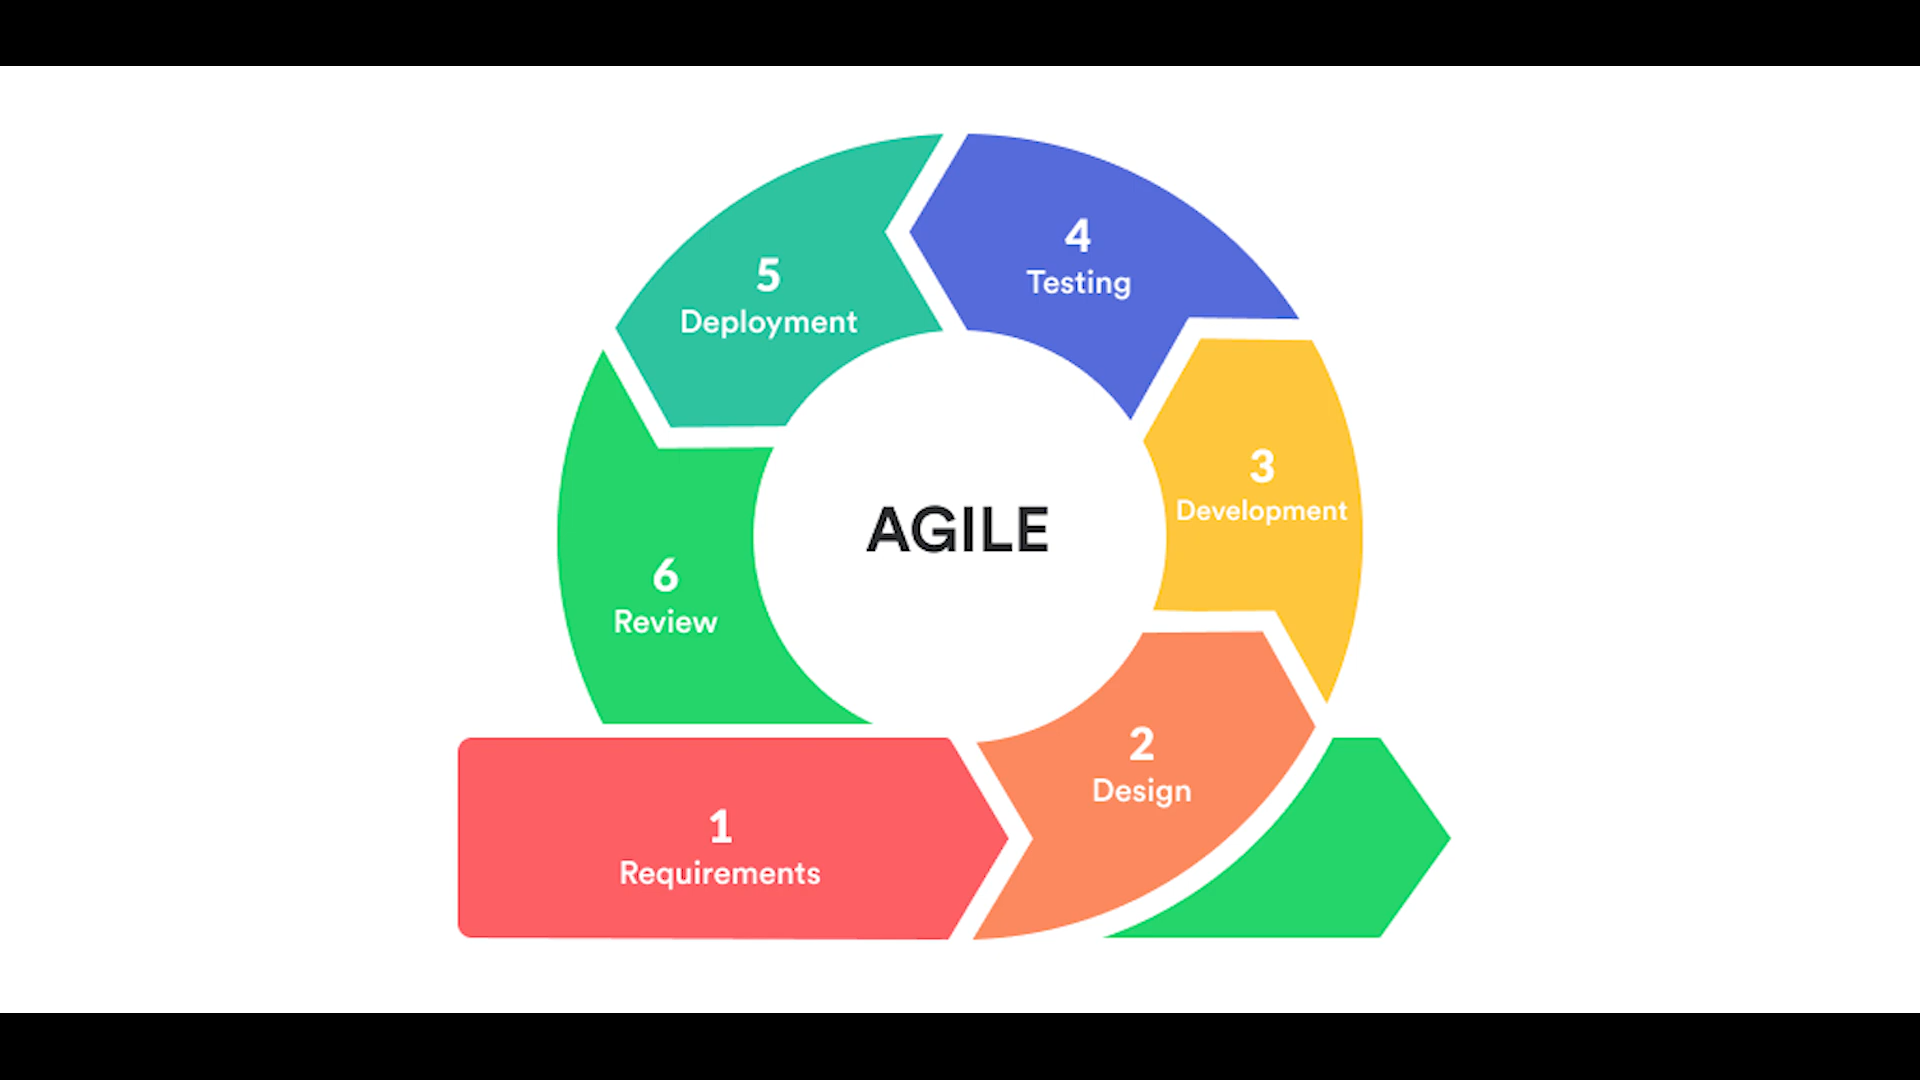 AGILE
1
Requirements
2
Design
3
Development
4
Testing
5
Deployment
6
Review